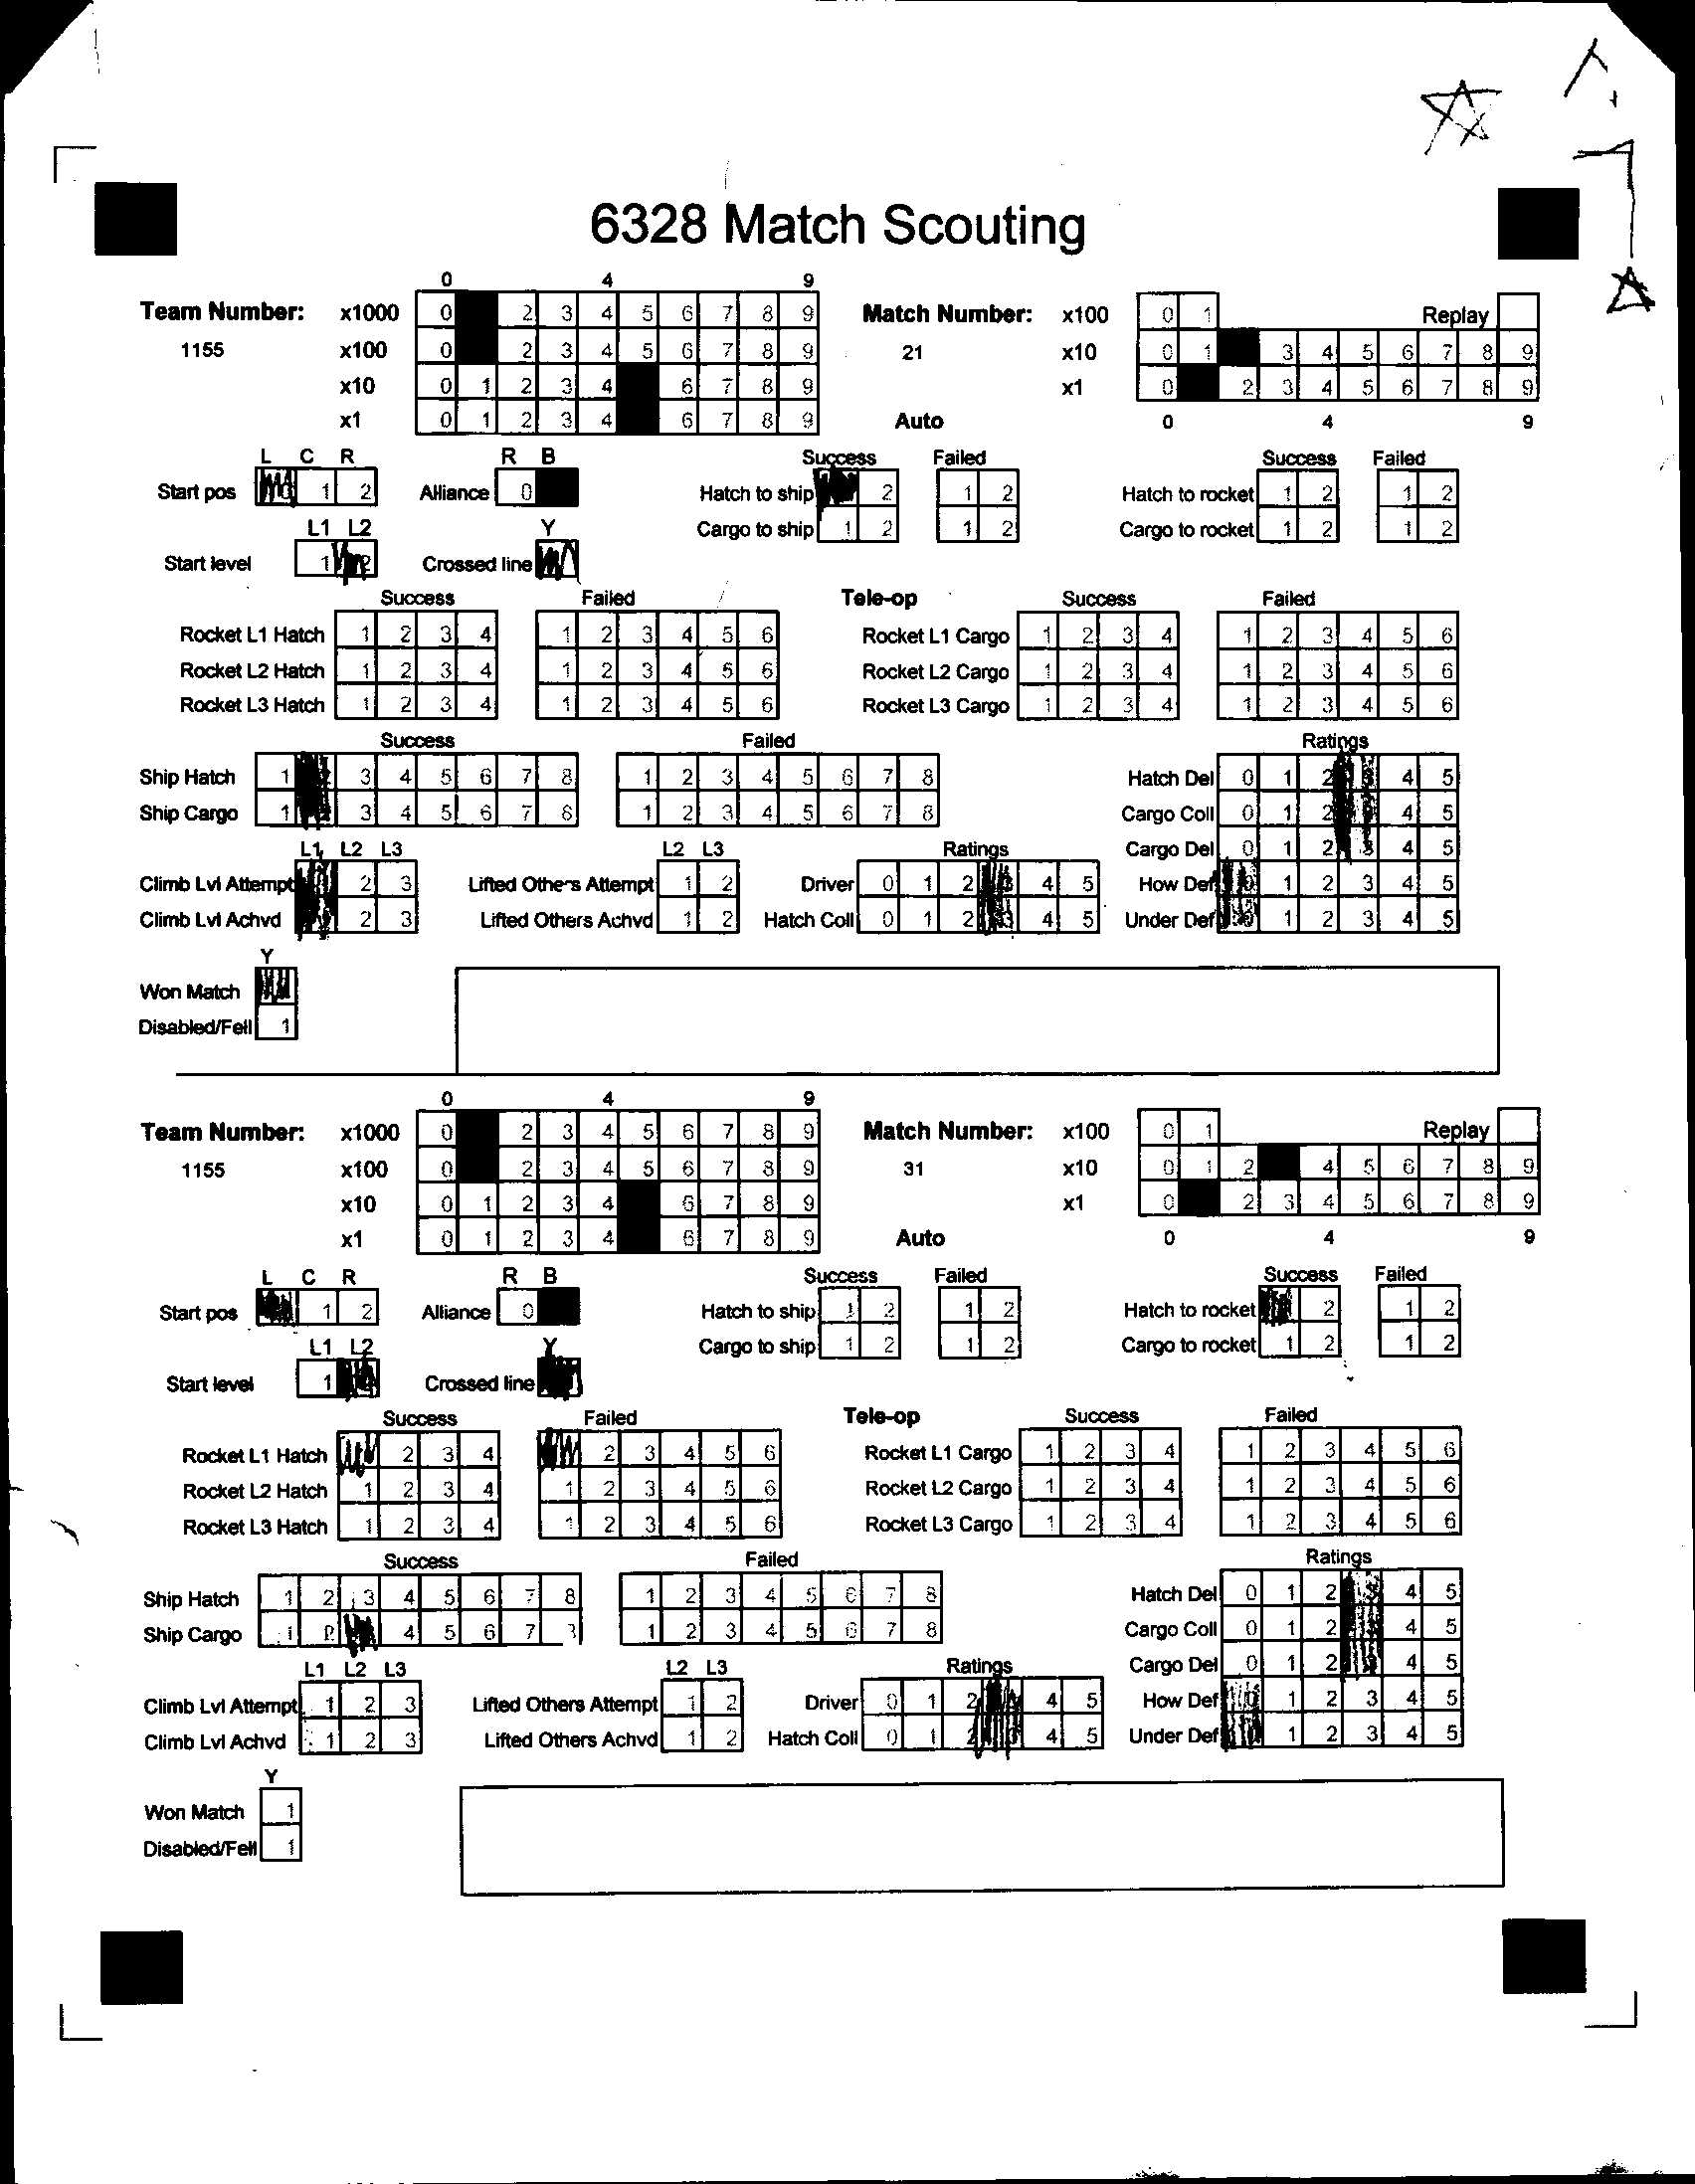 6328 Match Scouting
0 4 9
Team Number: x1000 0 2 3 4 5 6 7 8 9 Match Number: x100 0 1 Replay
1155 x100 0 2 3 4 5 6 7 8 9 21 x10 0 1 3 4 5 6 7 8 9
x10 0 1 2 3 4 6 7 8 9 x1 0 2 3 4 5 6 7 8 9
x1 0 1 2 3 4 6 7 8 9 Auto 0 4 9
L C R R B Success Failed Success Failed
Start pos 1 2 Alliance 0 Hatch to ship 2 1 2 Hatch to rocket 1 2 1 2
L1 L2 Y Cargo to ship 1 2 1 2 Cargo to rocket 1 2 1 2
Start level 1 2 Crossed line
Success Failed Tele-op Success Failed
Rocket L1 Hatch 1 2 3 4 1 2 3 4 5 6 Rocket L1 Cargo 1 2 3 4 1 2 3 4 5 6
Rocket L2 Hatch 1 2 3 4 1 2 3 4 5 6 Rocket L2 Cargo 1 2 3 4 1 2 3 4 5 6
Rocket L3 Hatch 1 2 3 4 1 2 3 4 5 6 Rocket L3 Cargo 1 2 3 4 1 2 3 4 5 6
Success Failed Ratings
Ship Hatch 1 3 4 5 6 7 8 1 2 3 4 5 6 7 8 Hatch Del 0 1 2 4 5
Ship Cargo 1 3 4 5 6 7 8 1 2 3 4 5 6 7 8 Cargo Coll 0 1 2 4 5
L1 L2 L3 L2 L3 Ratings Cargo Del 0 1 2 3 4 5
Climb Lvl Attempt 2 3 Lifted Others Attempt 1 2 Driver 0 1 2 3 4 5 How Def 0 1 2 3 4 5
Climb Lvl Achvd 2 3 Lifted Others Achvd 1 2 Hatch Coll 0 1 2 3 4 5 Under Def 0 1 2 3 4 5
Y
Won Match
Disabled/Fell 1
0 4 9
Team Number: x1000 0 2 3 4 5 6 7 8 9 Match Number: x100 0 1 Replay
1155 x100 0 2 3 4 5 6 7 8 9 31 x10 0 1 2 4 5 6 7 8 9
x10 0 1 2 3 4 6 7 8 9 x1 0 2 3 4 5 6 7 8 9
x1 0 1 2 3 4 6 7 8 9 Auto 0 4 9
L C R R B Success Failed Success Failed
Start pos 1 2 Alliance 0 Hatch to ship 1 2 1 2 Hatch to rocket 2 1 2
L1 L2 Y Cargo to ship 1 2 1 2 Cargo to rocket 1 2 1 2
Start level 1 Crossed line
Success Failed Tele-op Success Failed
Rocket L1 Hatch 2 3 4 2 3 4 5 6 Rocket L1 Cargo 1 2 3 4 1 2 3 4 5 6
Rocket L2 Hatch 1 2 3 4 1 2 3 4 5 6 Rocket L2 Cargo 1 2 3 4 1 2 3 4 5 6
Rocket L3 Hatch 1 2 3 4 1 2 3 4 5 6 Rocket L3 Cargo 1 2 3 4 1 2 3 4 5 6
Success Failed Ratings
Ship Hatch 1 2 3 4 5 6 7 8 1 2 3 4 5 6 7 8 Hatch Del 0 1 2 4 5
Ship Cargo 1 2 4 5 6 7 8 1 2 3 4 5 6 7 8 Cargo Coll 0 1 2 4 5
L1 L2 L3 L2 L3 Ratings Cargo Del 0 1 2 4 5
Climb Lvl Attempt 1 2 3 Lifted Others Attempt 1 2 Driver 0 1 2 4 5 How Def 1 2 3 4 5
Climb Lvl Achvd 1 2 3 Lifted Others Achvd 1 2 Hatch Coll 0 1 2 3 4 5 Under Def 1 2 3 4 5
Y
Won Match 1
Disabled/Fell 1